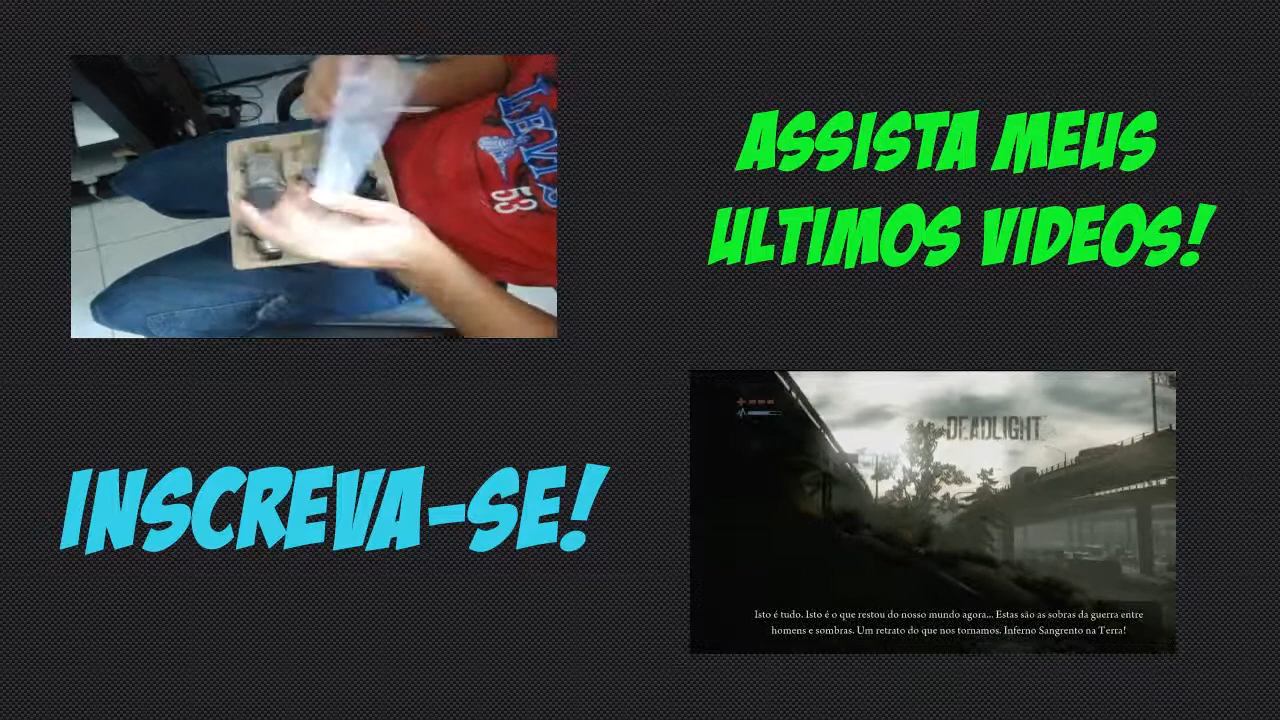 LEVI'S
53
ASSISTA MEUS
ULTIMOS VIDEOS!
INSCREVA-SE!
DEADLIGHT
Isto é tudo. Isto é o que restou do nosso mundo agora... Estas são as sobras da guerra entre
homens e sombras. Um retrato do que nos tornamos. Inferno Sangrento na Terra!